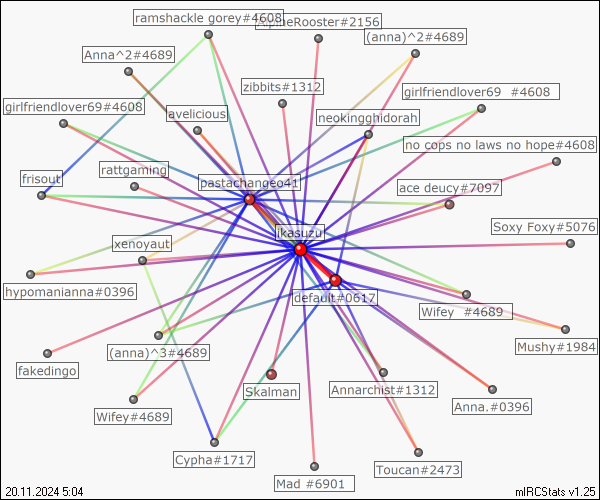 ramshackle gorey#4608
AlpineRooster#2156
(anna)^2#4689
Anna^2#4689
zibbits#1312
girlfriendlover69 #4608
girlfriendlover69#4608
avelicious
neokingghidorah
no cops no laws no hope#4608
rattgaming
frisout
pastachangeo41
ace deucy#7097
Soxy Foxy#5076
ikasuzu
xenoyaut
hypomanianna#0396
default#0617
Wifey #4689
Mushy#1984
(anna)^3#4689
fakedingo
Skalman
Annarchist#1312
Anna.#0396
Wifey#4689
Cypha#1717
Toucan#2473
Mad #6901
20.11.2024 5:04
mIRCStats v1.25